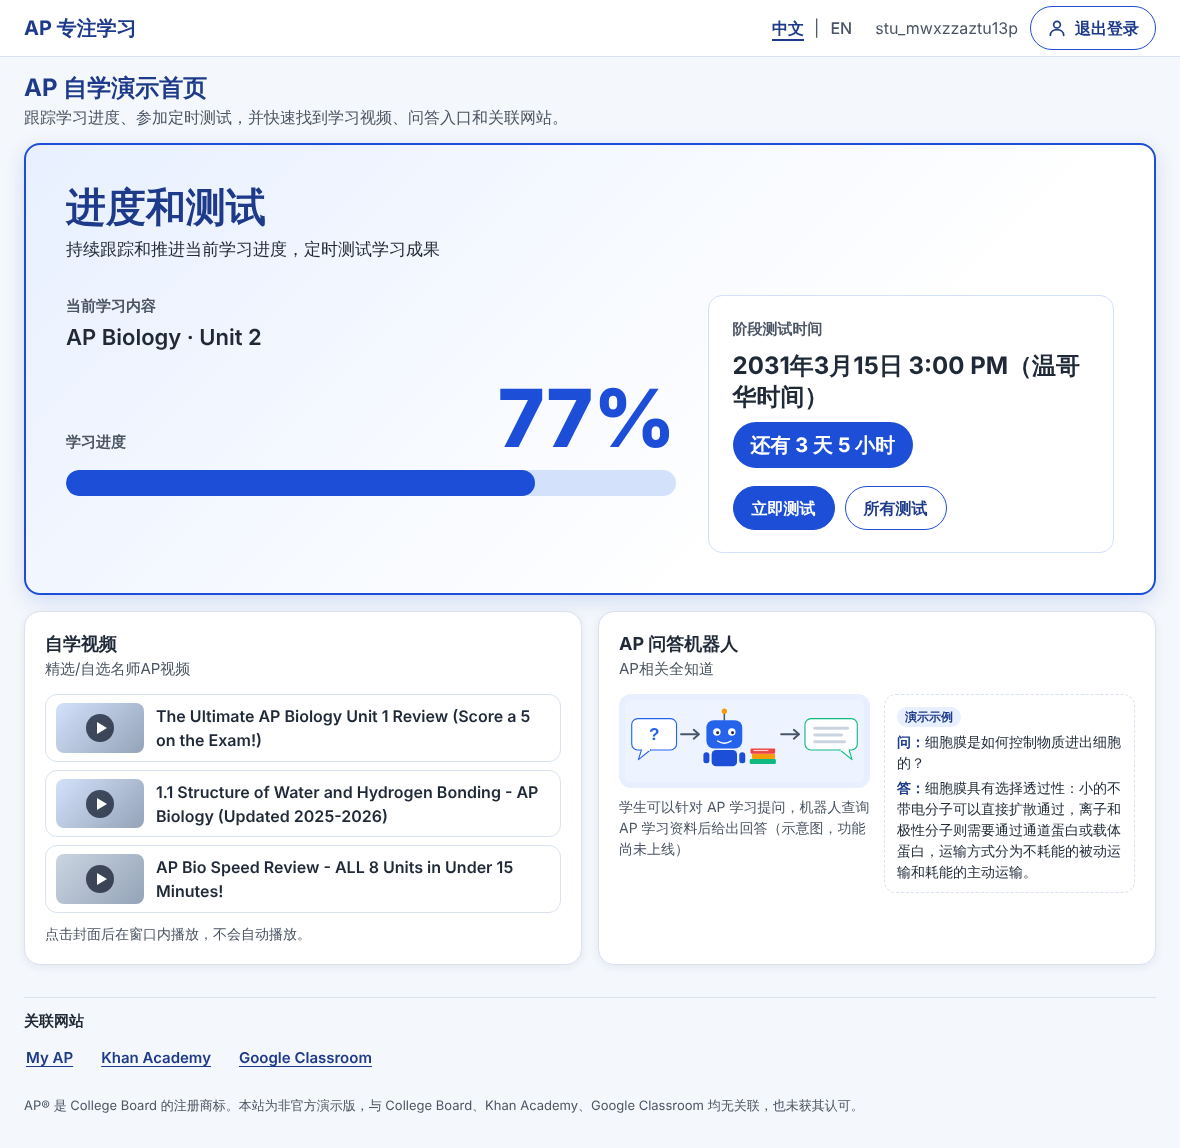 AP 专注学习
中文 | EN stu_mwxzzaztu13p 退出登录
AP 自学演示首页
跟踪学习进度、参加定时测试，并快速找到学习视频、问答入口和关联网站。
进度和测试
持续跟踪和推进当前学习进度，定时测试学习成果
当前学习内容
AP Biology · Unit 2
学习进度
77%
阶段测试时间
2031年3月15日 3:00 PM（温哥
华时间）
还有 3 天 5 小时
立即测试 所有测试
自学视频
精选/自选名师AP视频
The Ultimate AP Biology Unit 1 Review (Score a 5
on the Exam!)
1.1 Structure of Water and Hydrogen Bonding - AP
Biology (Updated 2025-2026)
AP Bio Speed Review - ALL 8 Units in Under 15
Minutes!
点击封面后在窗口内播放，不会自动播放。
AP 问答机器人
AP相关全知道
?
学生可以针对 AP 学习提问，机器人查询
AP 学习资料后给出回答（示意图，功能
尚未上线）
演示示例
问：细胞膜是如何控制物质进出细胞
的？
答：细胞膜具有选择透过性：小的不
带电分子可以直接扩散通过，离子和
极性分子则需要通过通道蛋白或载体
蛋白，运输方式分为不耗能的被动运
输和耗能的主动运输。
关联网站
My AP Khan Academy Google Classroom
AP® 是 College Board 的注册商标。本站为非官方演示版，与 College Board、Khan Academy、Google Classroom 均无关联，也未获其认可。